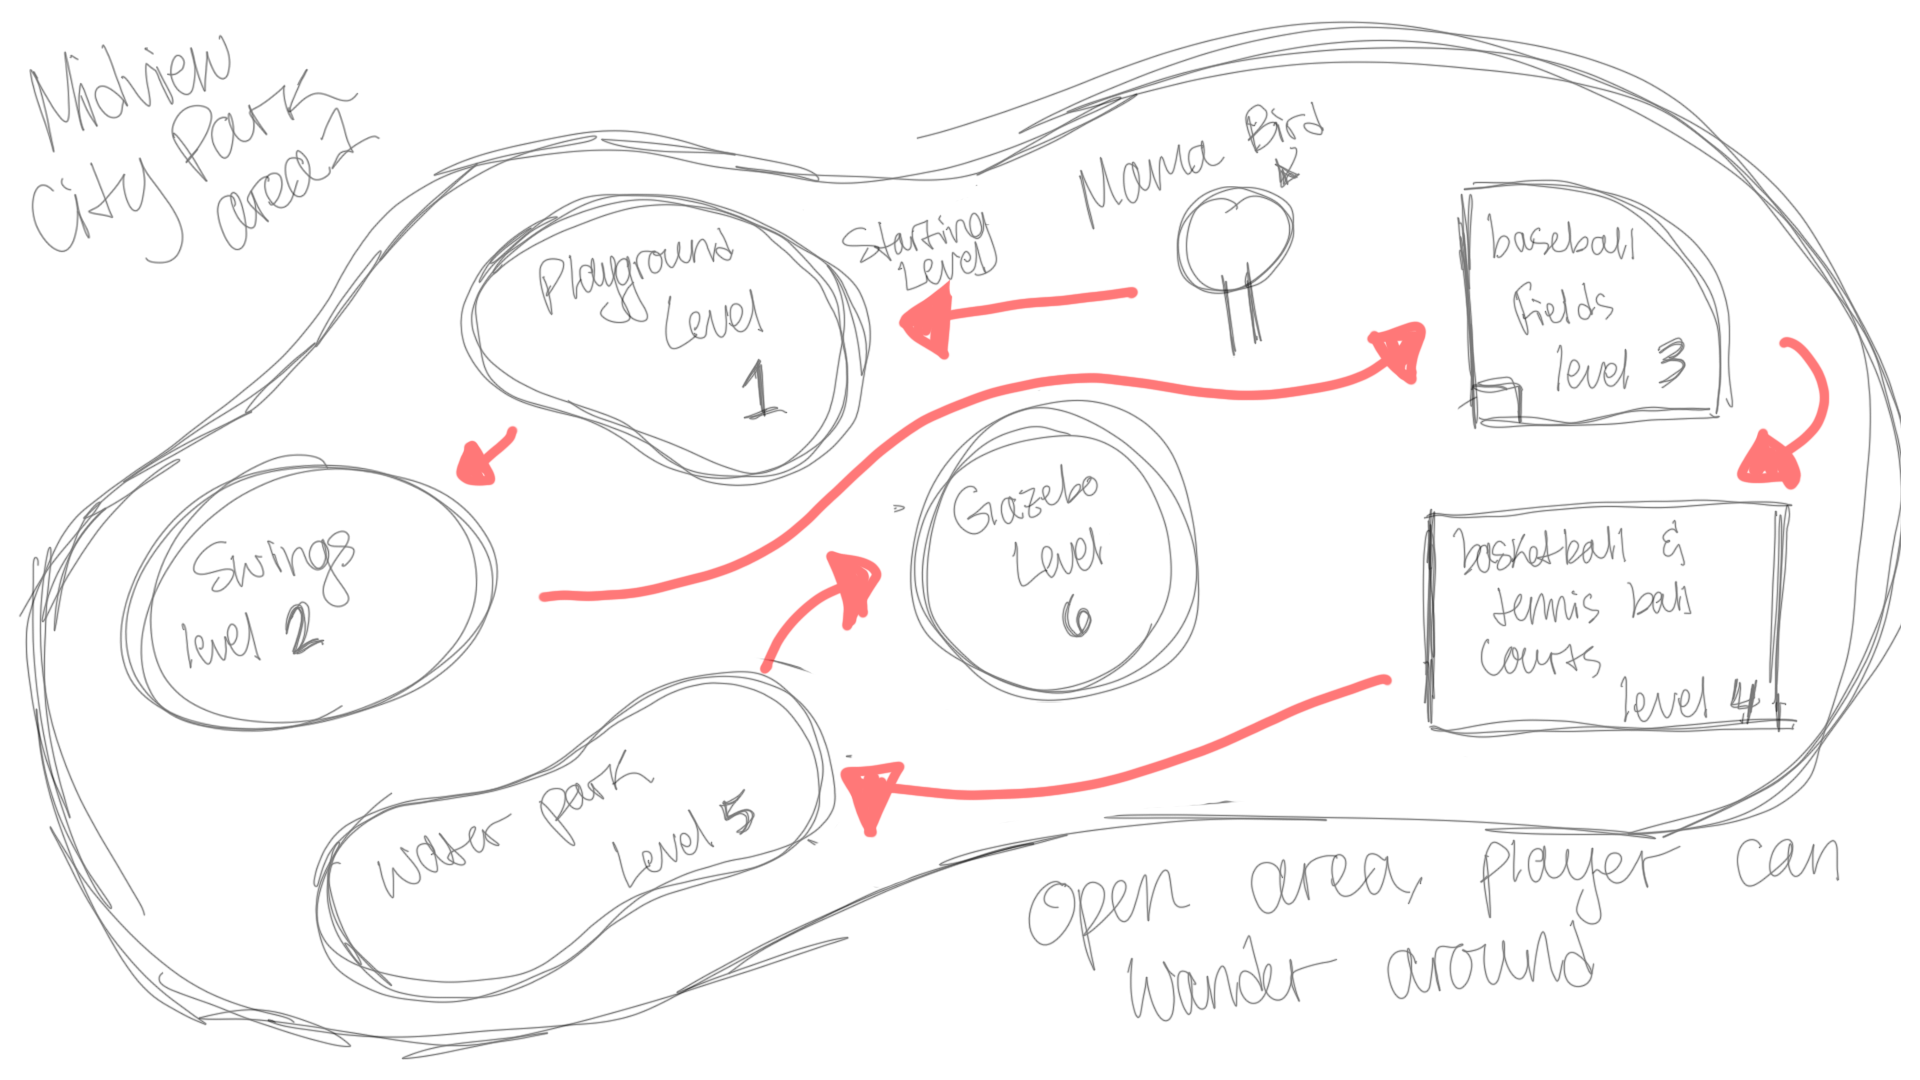 Midview
City Park
area 1
Mama Bird
Starting
Level
Playground
Level
1
baseball
fields
level 3
Swings
level 2
Gazebo
Level
6
basketball &
tennis ball
courts
level 4
Water park
Level 5
Open area, player can
wander around